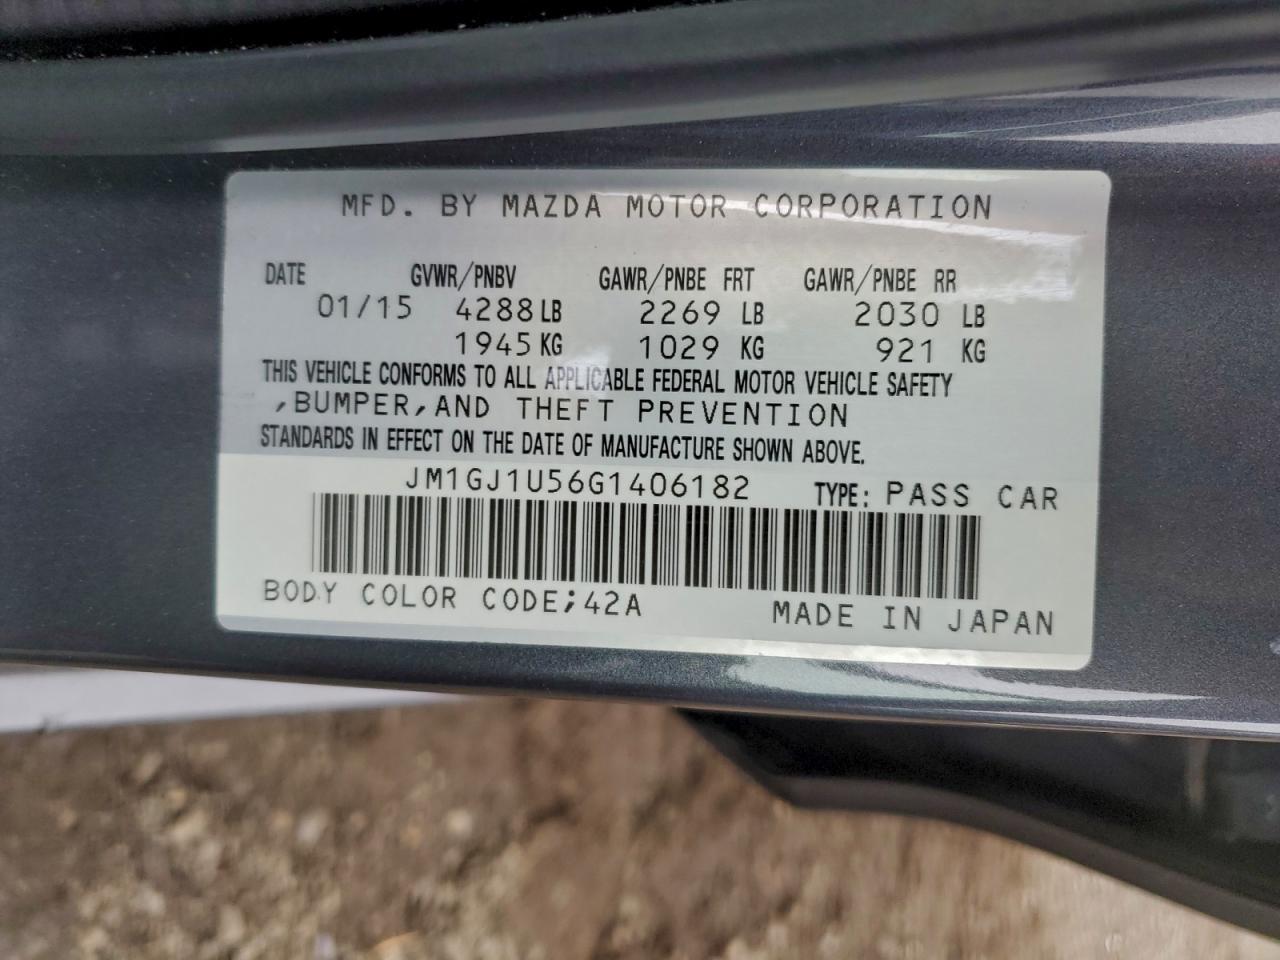 MFD. BY MAZDA MOTOR CORPORATION
DATE GVWR/PNBV GAWR/PNBE FRT GAWR/PNBE RR
01/15 4288 LB 2269 LB 2030 LB
1945 KG 1029 KG 921 KG
THIS VEHICLE CONFORMS TO ALL APPLICABLE FEDERAL MOTOR VEHICLE SAFETY
,BUMPER,AND THEFT PREVENTION
STANDARDS IN EFFECT ON THE DATE OF MANUFACTURE SHOWN ABOVE.
JM1GJ1U56G1406182 TYPE: PASS CAR
BODY COLOR CODE;42A MADE IN JAPAN